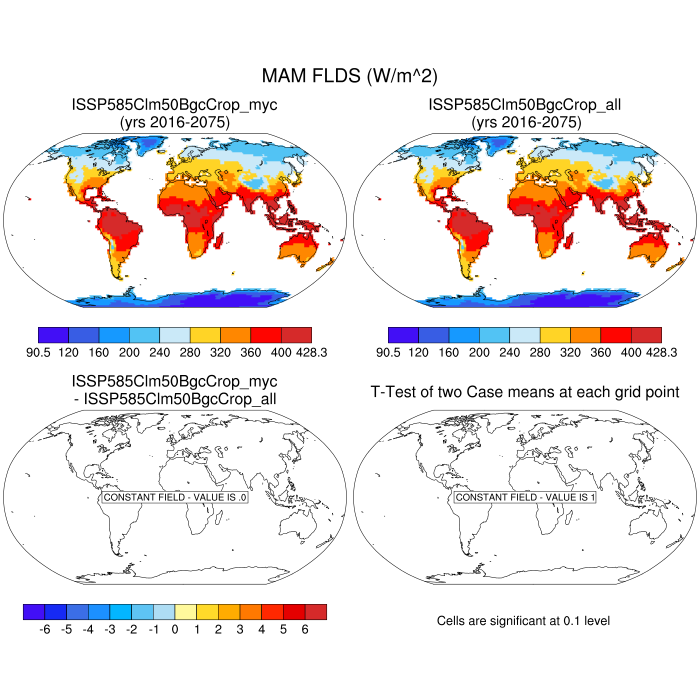 MAM FLDS (W/m^2)
ISSP585Clm50BgcCrop_myc
(yrs 2016-2075)
ISSP585Clm50BgcCrop_all
(yrs 2016-2075)
90.5 120 160 200 240 280 320 360 400 428.3
90.5 120 160 200 240 280 320 360 400 428.3
ISSP585Clm50BgcCrop_myc
- ISSP585Clm50BgcCrop_all
T-Test of two Case means at each grid point
CONSTANT FIELD - VALUE IS .0
CONSTANT FIELD - VALUE IS 1
-6 -5 -4 -3 -2 -1 0 1 2 3 4 5 6
Cells are significant at 0.1 level